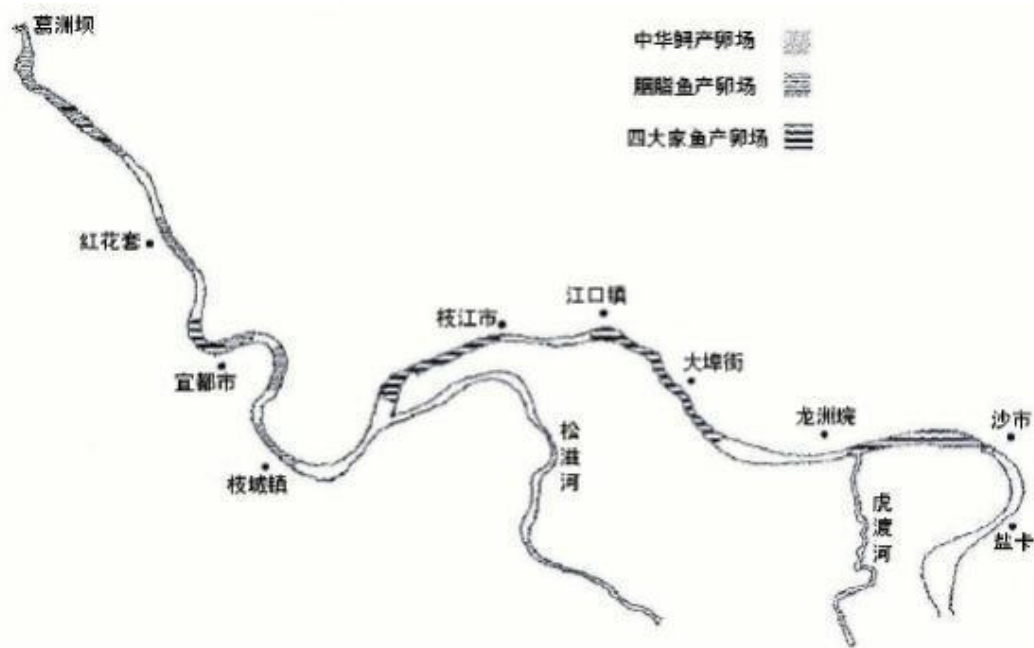 葛洲坝
中华鲟产卵场
胭脂鱼产卵场
四大家鱼产卵场
红花套
宜都市
枝城镇
枝江市
江口镇
大埠街
松滋河
龙洲垸
沙市
虎渡河
盐卡